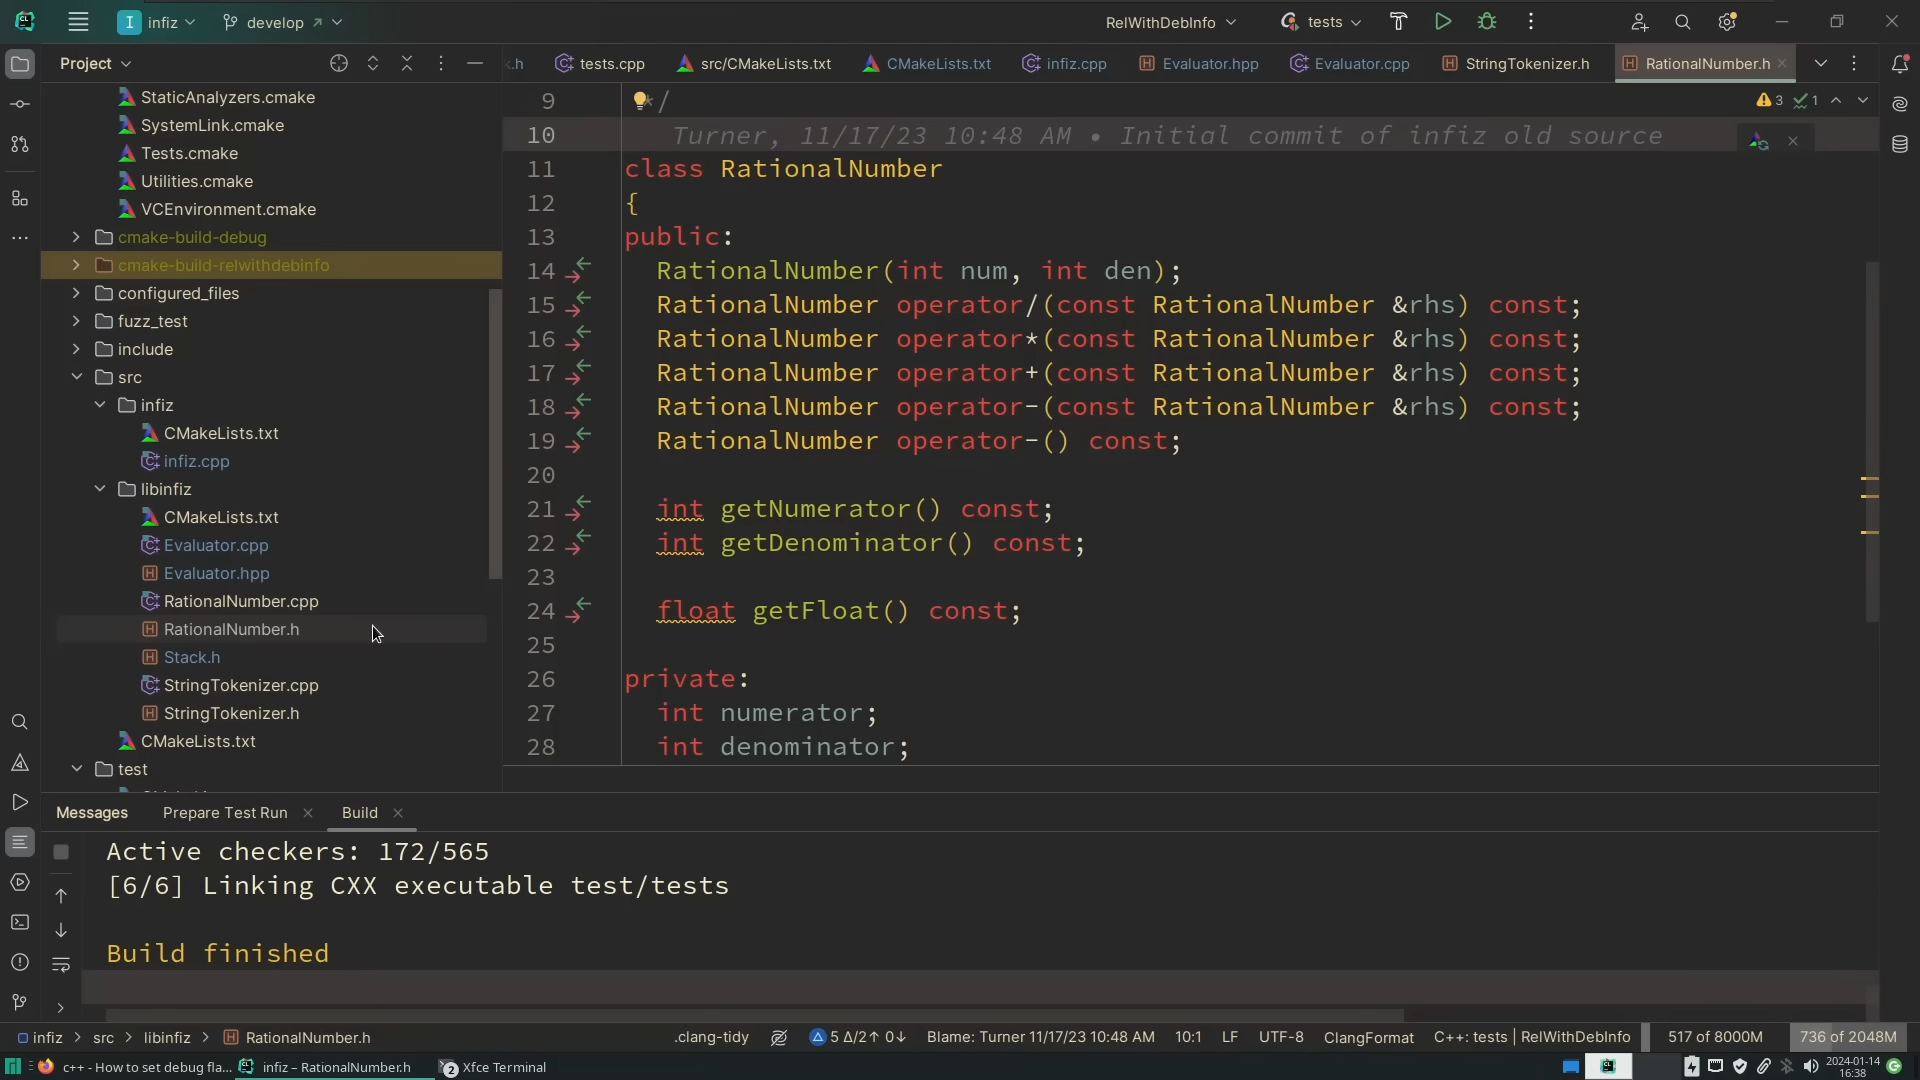 I infiz develop RelWithDebInfo tests
Project
.h tests.cpp src/CMakeLists.txt CMakeLists.txt infiz.cpp Evaluator.hpp Evaluator.cpp StringTokenizer.h RationalNumber.h
StaticAnalyzers.cmake
SystemLink.cmake
Tests.cmake
Utilities.cmake
VCEnvironment.cmake
cmake-build-debug
cmake-build-relwithdebinfo
configured_files
fuzz_test
include
src
infiz
CMakeLists.txt
infiz.cpp
libinfiz
CMakeLists.txt
Evaluator.cpp
Evaluator.hpp
RationalNumber.cpp
RationalNumber.h
Stack.h
StringTokenizer.cpp
StringTokenizer.h
CMakeLists.txt
test
3 1
9 */
10 Turner, 11/17/23 10:48 AM • Initial commit of infiz old source
11 class RationalNumber
12 {
13 public:
14 RationalNumber(int num, int den);
15 RationalNumber operator/(const RationalNumber &rhs) const;
16 RationalNumber operator*(const RationalNumber &rhs) const;
17 RationalNumber operator+(const RationalNumber &rhs) const;
18 RationalNumber operator-(const RationalNumber &rhs) const;
19 RationalNumber operator-() const;
20
21 int getNumerator() const;
22 int getDenominator() const;
23
24 float getFloat() const;
25
26 private:
27 int numerator;
28 int denominator;
Messages Prepare Test Run Build
Active checkers: 172/565
[6/6] Linking CXX executable test/tests
Build finished
infiz > src > libinfiz > RationalNumber.h .clang-tidy 5 Δ/2↑ 0↓ Blame: Turner 11/17/23 10:48 AM 10:1 LF UTF-8 ClangFormat C++: tests | RelWithDebInfo 517 of 8000M 736 of 2048M
c++ - How to set debug fla... infiz – RationalNumber.h 2 Xfce Terminal 2024-01-14
16:38